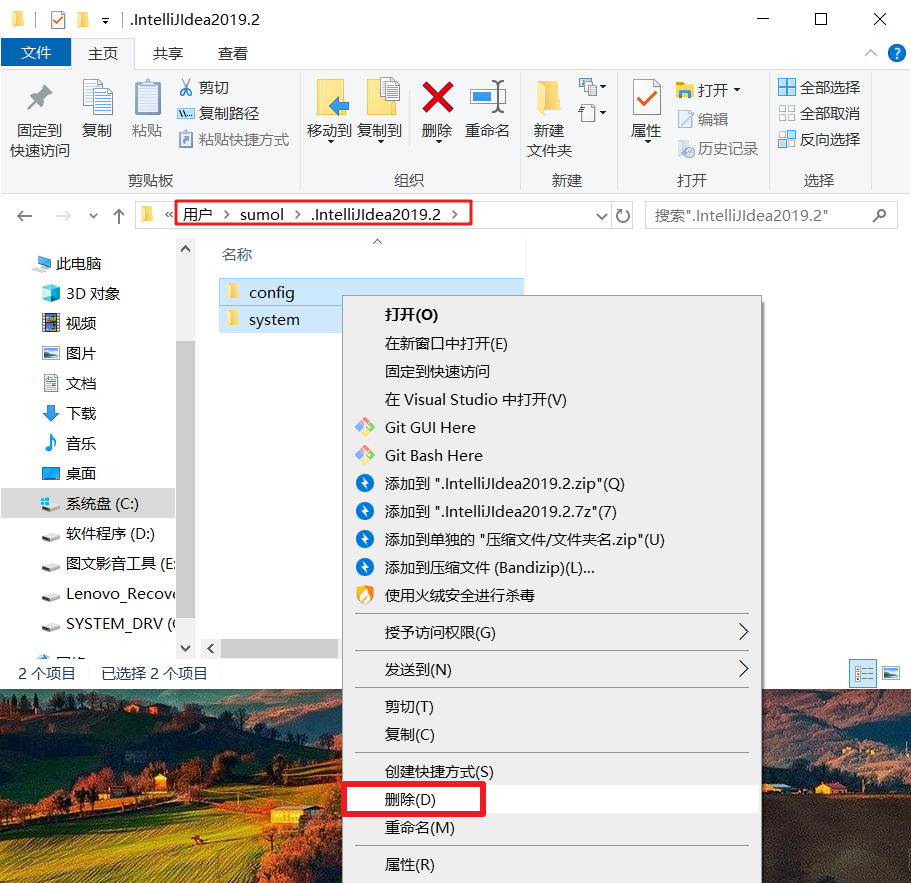 .IntelliJIdea2019.2
文件 主页 共享 查看
固定到
快速访问
复制
粘贴
剪切
复制路径
粘贴快捷方式
剪贴板
移动到
复制到
删除
重命名
组织
新建
文件夹
新建
属性
打开
编辑
历史记录
打开
全部选择
全部取消
反向选择
选择
« 用户 › sumol › .IntelliJIdea2019.2 ›
搜索".IntelliJIdea2019.2"
此电脑
3D 对象
视频
图片
文档
下载
音乐
桌面
系统盘 (C:)
软件程序 (D:)
图文影音工具 (E:
Lenovo_Recove
SYSTEM_DRV (
名称
config
system
打开(O)
在新窗口中打开(E)
固定到快速访问
在 Visual Studio 中打开(V)
Git GUI Here
Git Bash Here
添加到 ".IntelliJIdea2019.2.zip"(Q)
添加到 ".IntelliJIdea2019.2.7z"(7)
添加到单独的 "压缩文件/文件夹名.zip"(U)
添加到压缩文件 (Bandizip)(L)...
使用火绒安全进行杀毒
授予访问权限(G)
发送到(N)
剪切(T)
复制(C)
创建快捷方式(S)
删除(D)
重命名(M)
属性(R)
2 个项目 已选择 2 个项目